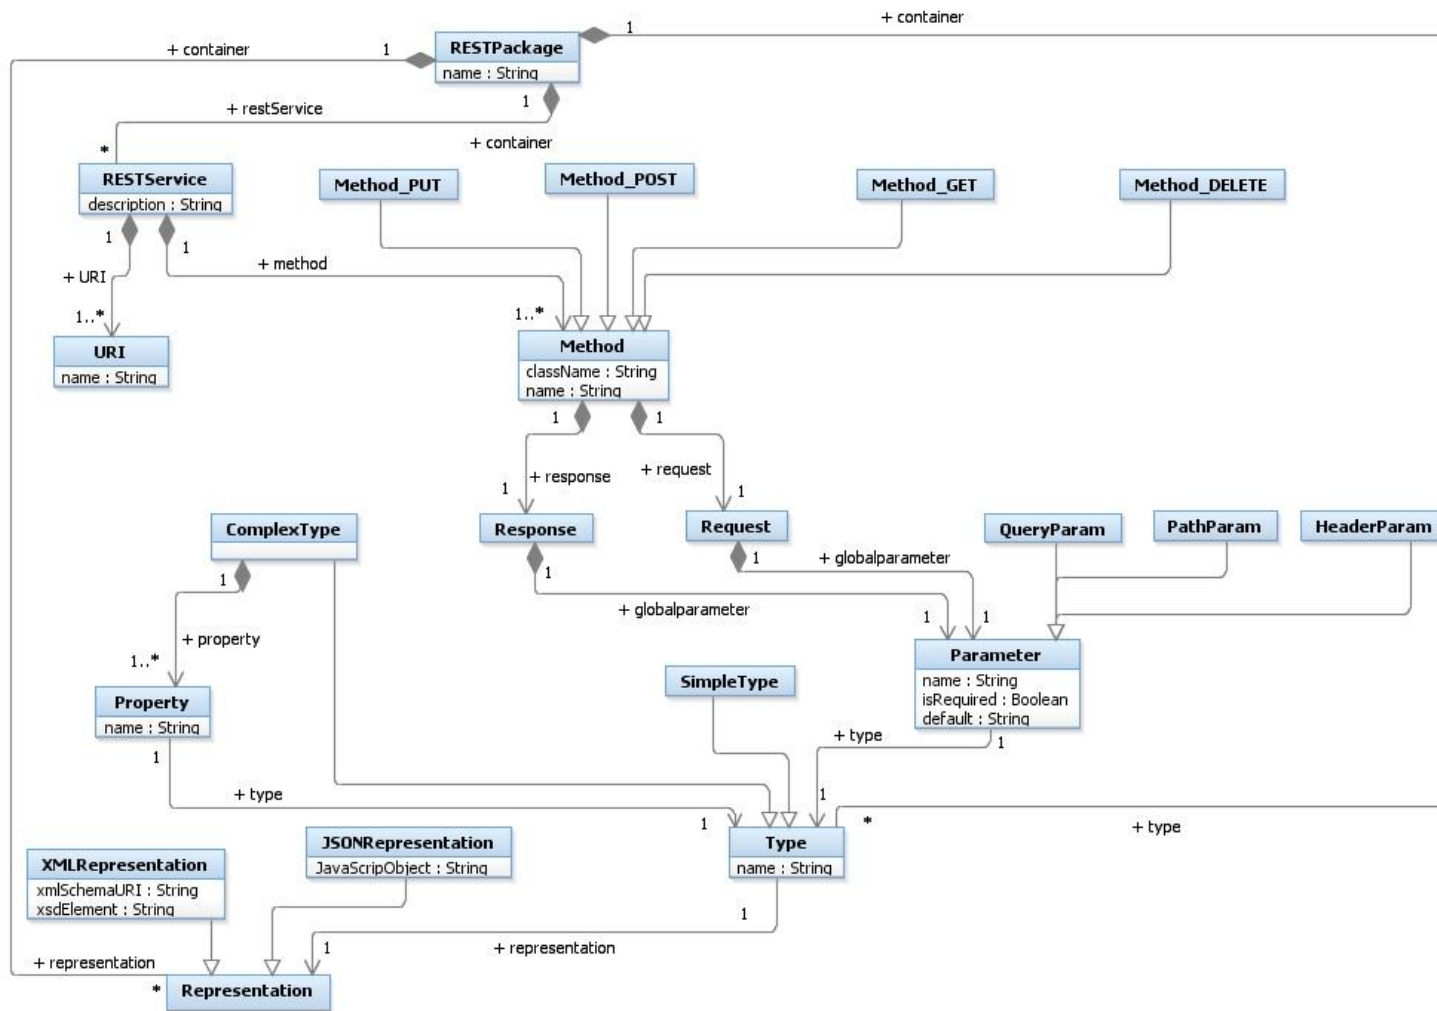 + container
1
+ container
1
RESTPackage
name : String
1
+ restService
*
+ container
RESTService
description : String
Method_PUT
Method_POST
Method_GET
Method_DELETE
1
1
+ URI
+ method
1..*
1..*
URI
name : String
Method
className : String
name : String
1
1
+ response
+ request
1
1
ComplexType
Response
Request
QueryParam
PathParam
HeaderParam
1
1
1
+ globalparameter
+ globalparameter
1
1
+ property
1..*
Property
name : String
SimpleType
Parameter
name : String
isRequired : Boolean
default : String
1
+ type
1
+ type
1
1
*
+ type
Type
name : String
JSONRepresentation
JavaScripObject : String
XMLRepresentation
xmlSchemaURI : String
xsdElement : String
1
1
+ representation
+ representation
*
Representation